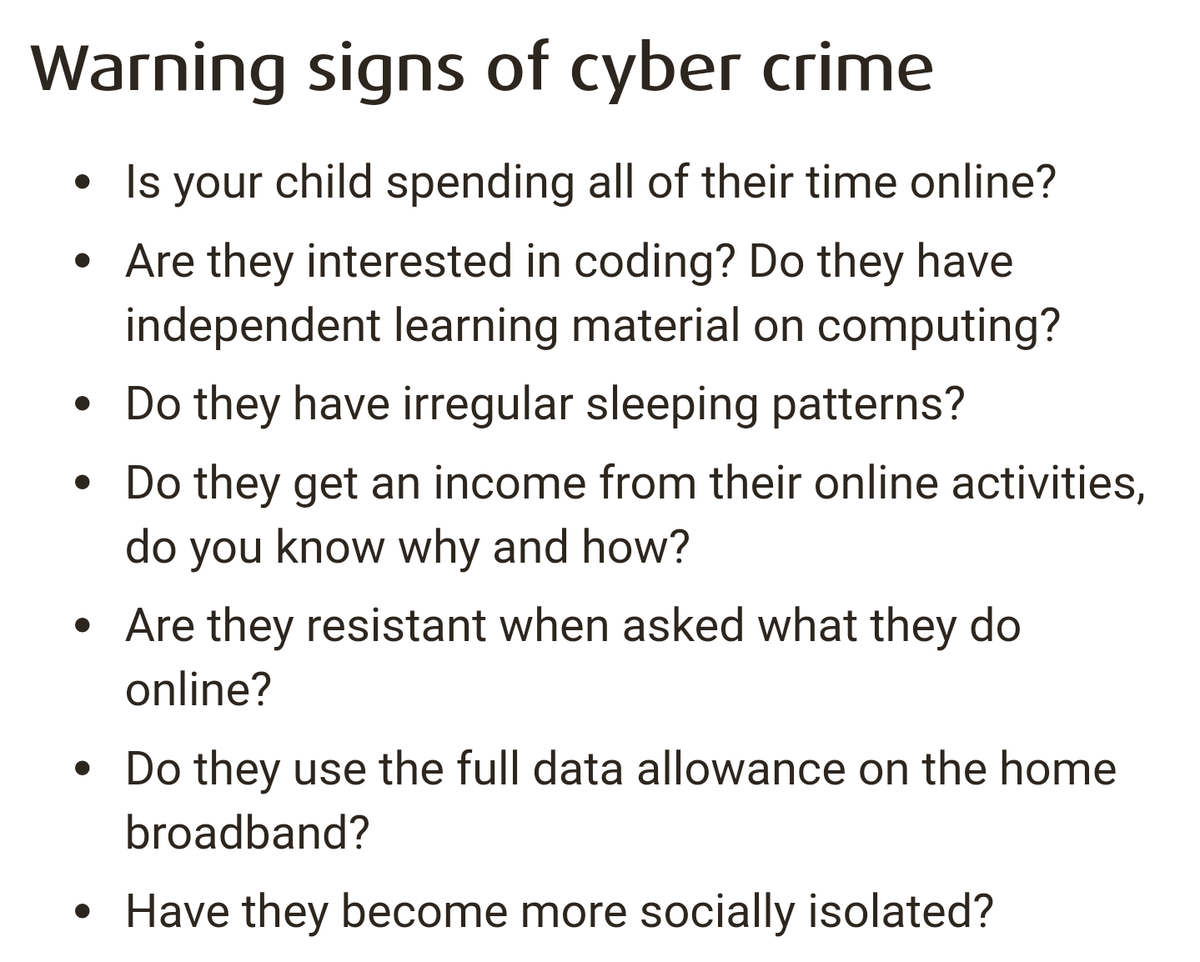 Warning signs of cyber crime
• Is your child spending all of their time online?
• Are they interested in coding? Do they have
independent learning material on computing?
• Do they have irregular sleeping patterns?
• Do they get an income from their online activities,
do you know why and how?
• Are they resistant when asked what they do
online?
• Do they use the full data allowance on the home
broadband?
• Have they become more socially isolated?